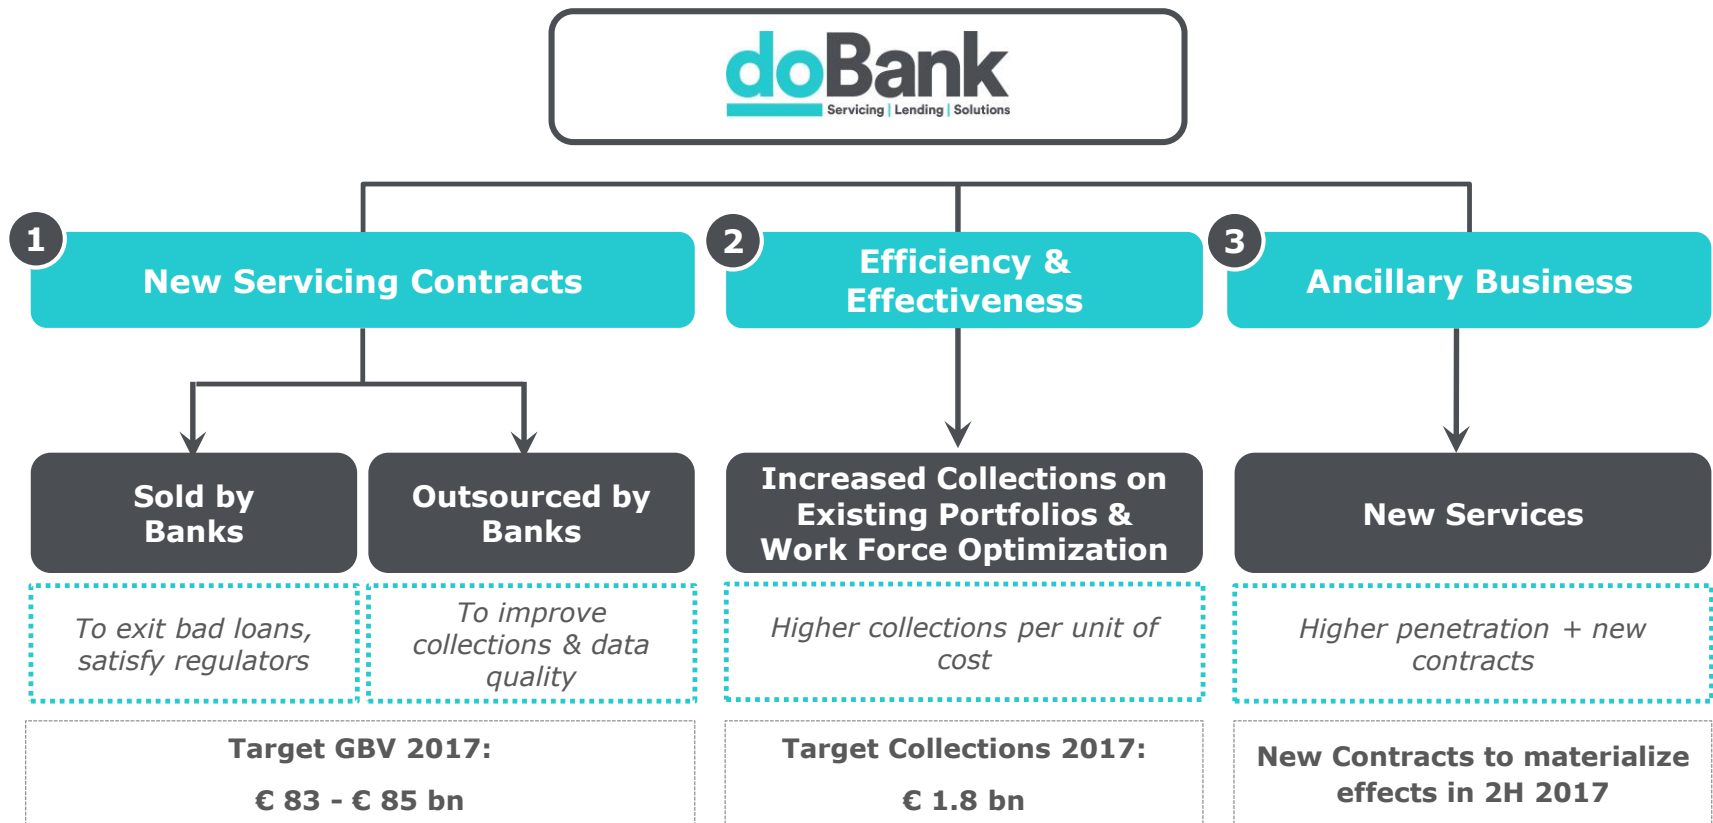 doBank
Servicing | Lending | Solutions
1
New Servicing Contracts
2
Efficiency &
Effectiveness
3
Ancillary Business
Sold by
Banks
Outsourced by
Banks
Increased Collections on
Existing Portfolios &
Work Force Optimization
New Services
To exit bad loans,
satisfy regulators
To improve
collections & data
quality
Higher collections per unit of
cost
Higher penetration + new
contracts
Target GBV 2017:
€ 83 - € 85 bn
Target Collections 2017:
€ 1.8 bn
New Contracts to materialize
effects in 2H 2017